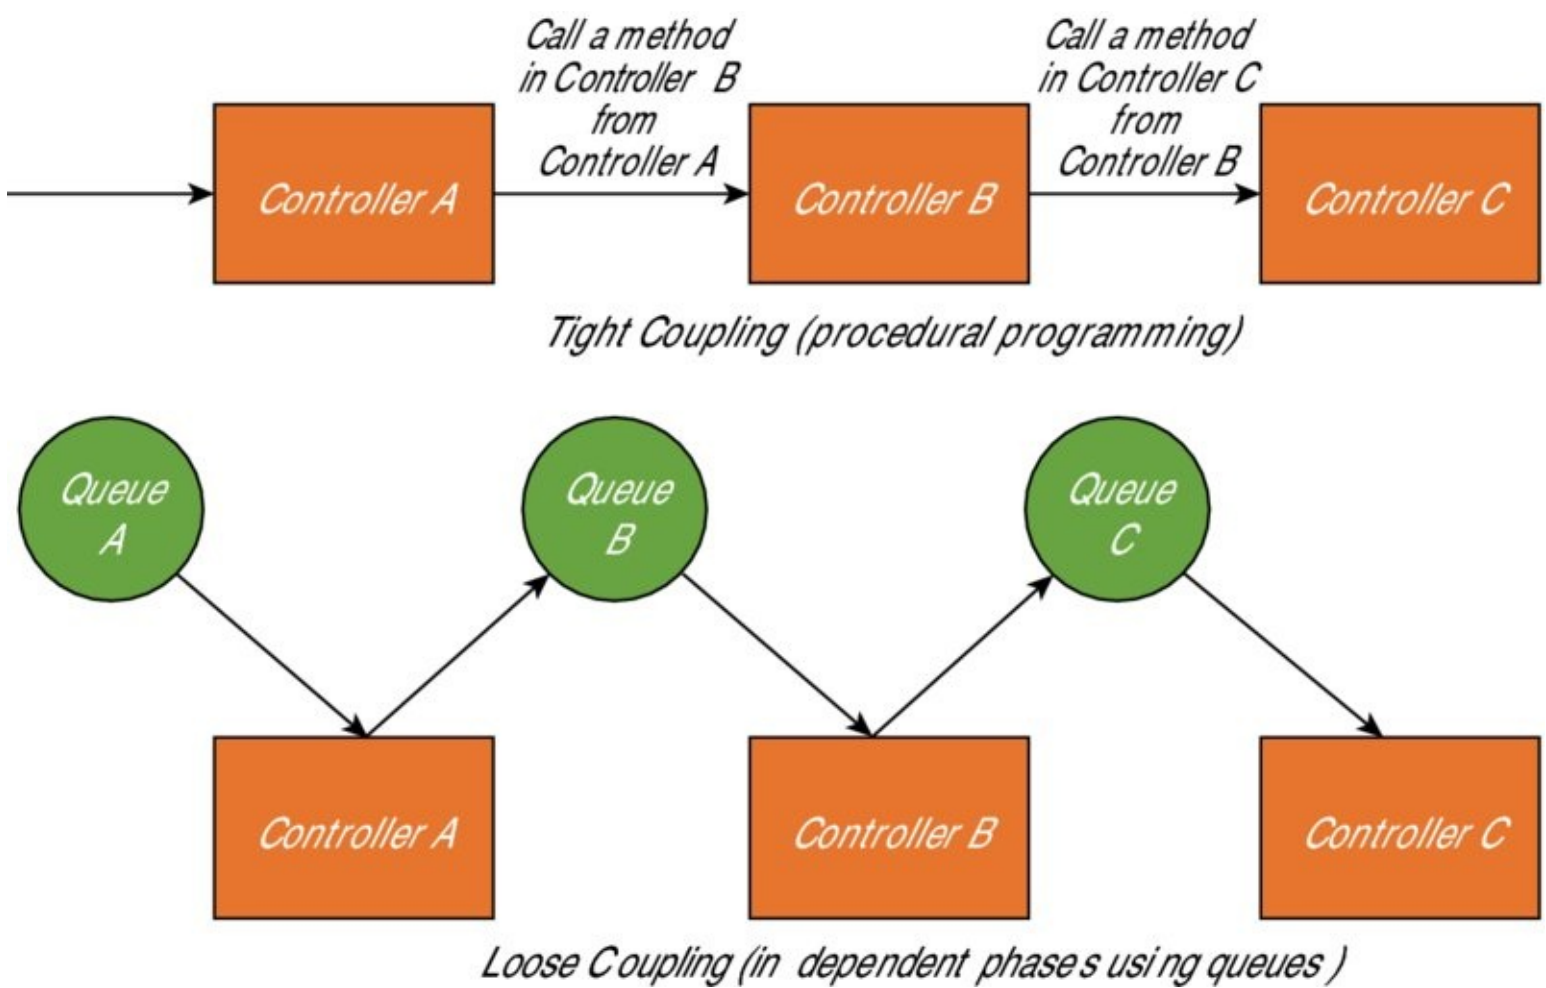 Call a method
in Controller B
from
Controller A
Call a method
in Controller C
from
Controller B
Controller A
Controller B
Controller C
Tight Coupling (procedural programming)
Queue
A
Queue
B
Queue
C
Controller A
Controller B
Controller C
Loose Coupling (in dependent phases using queues)